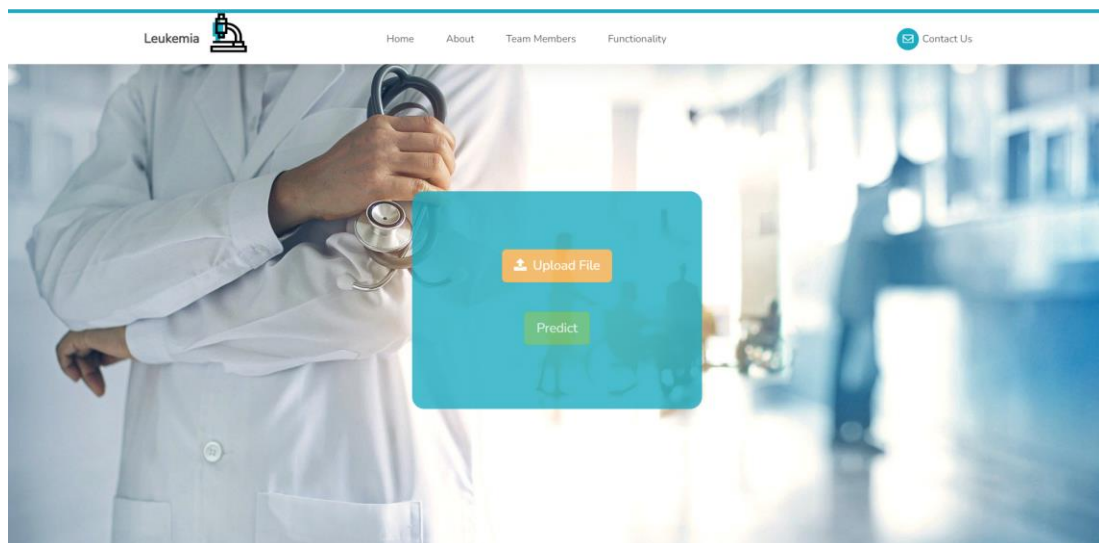 Leukemia
Home About Team Members Functionality
Contact Us
Upload File
Predict